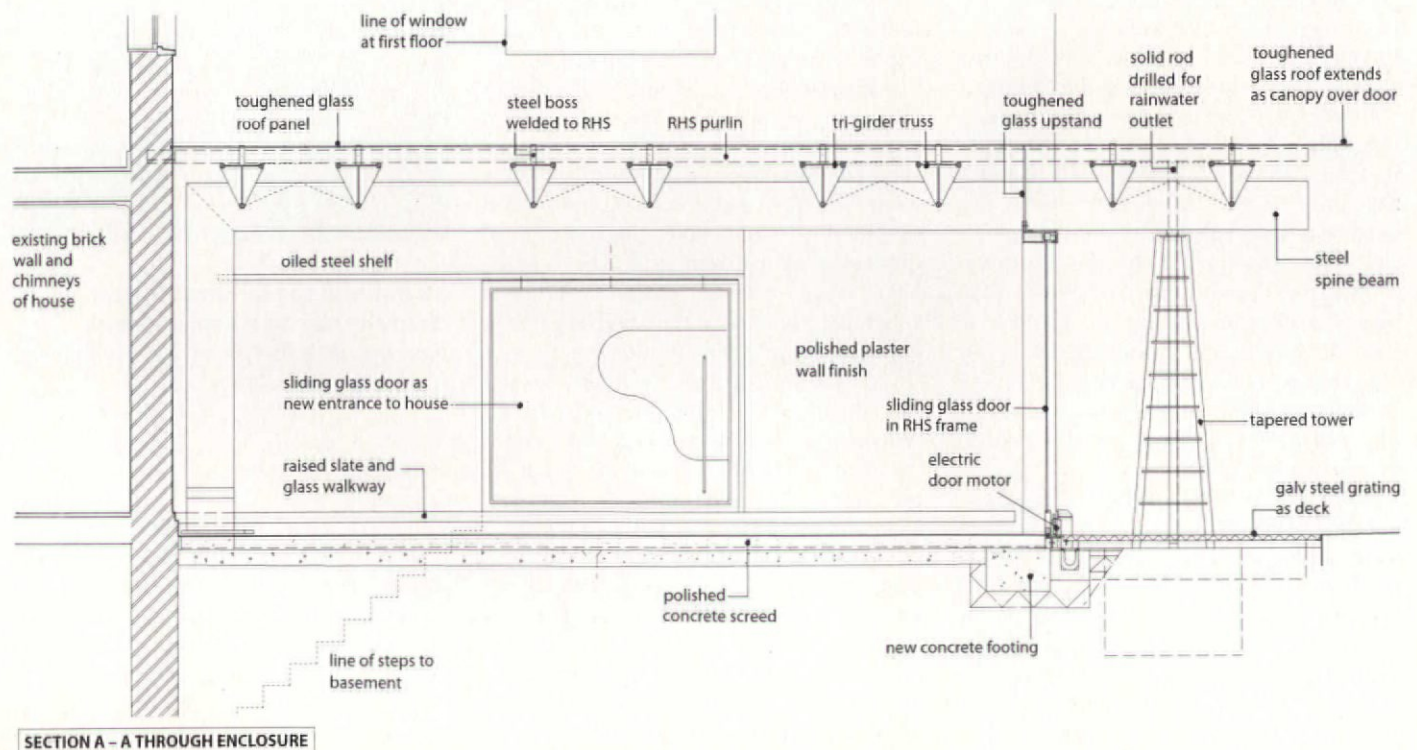 line of window
at first floor
toughened glass
roof panel
steel boss
welded to RHS
RHS purlin
tri-girder truss
toughened
glass upstand
solid rod
drilled for
rainwater
outlet
toughened
glass roof extends
as canopy over door
existing brick
wall and
chimneys
of house
oiled steel shelf
steel
spine beam
polished plaster
wall finish
sliding glass door as
new entrance to house
sliding glass door
in RHS frame
tapered tower
raised slate and
glass walkway
electric
door motor
galv steel grating
as deck
polished
concrete screed
new concrete footing
line of steps to
basement
SECTION A – A THROUGH ENCLOSURE